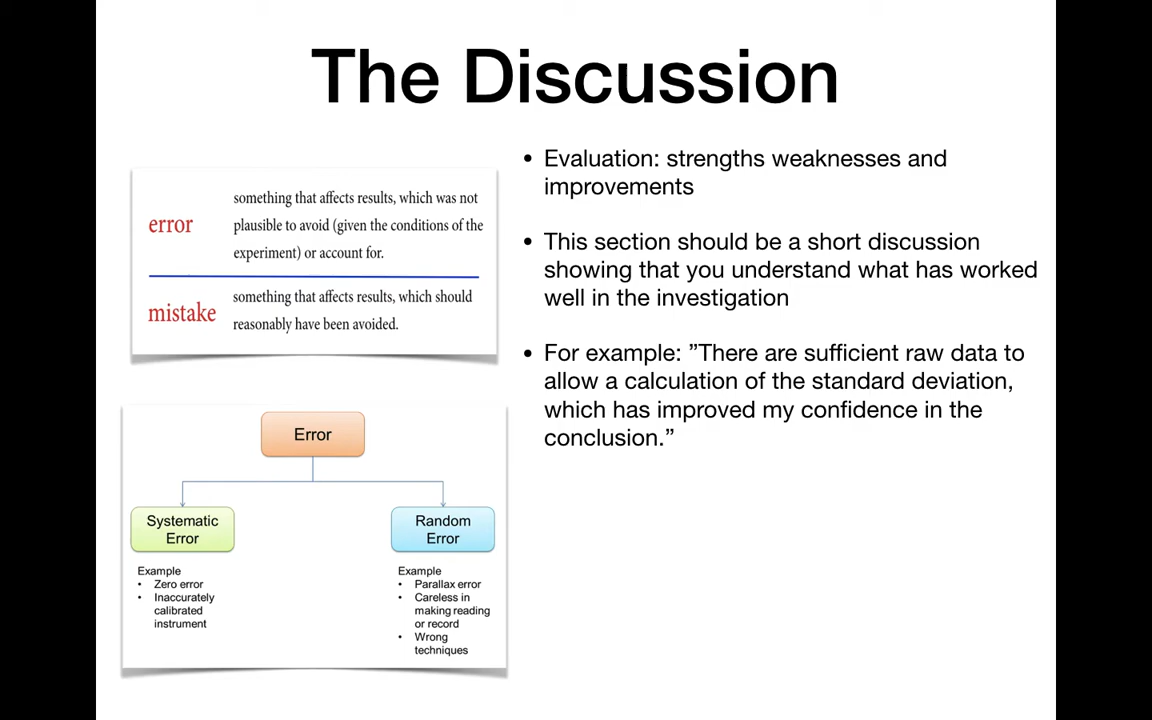 The Discussion
error
something that affects results, which was not
plausible to avoid (given the conditions of the
experiment) or account for.
mistake
something that affects results, which should
reasonably have been avoided.
• Evaluation: strengths weaknesses and
improvements
• This section should be a short discussion
showing that you understand what has worked
well in the investigation
• For example: ”There are sufficient raw data to
allow a calculation of the standard deviation,
which has improved my confidence in the
conclusion.”
Error
Systematic
Error
Example
• Zero error
• Inaccurately
calibrated
instrument
Random
Error
Example
• Parallax error
• Careless in
making reading
or record
• Wrong
techniques